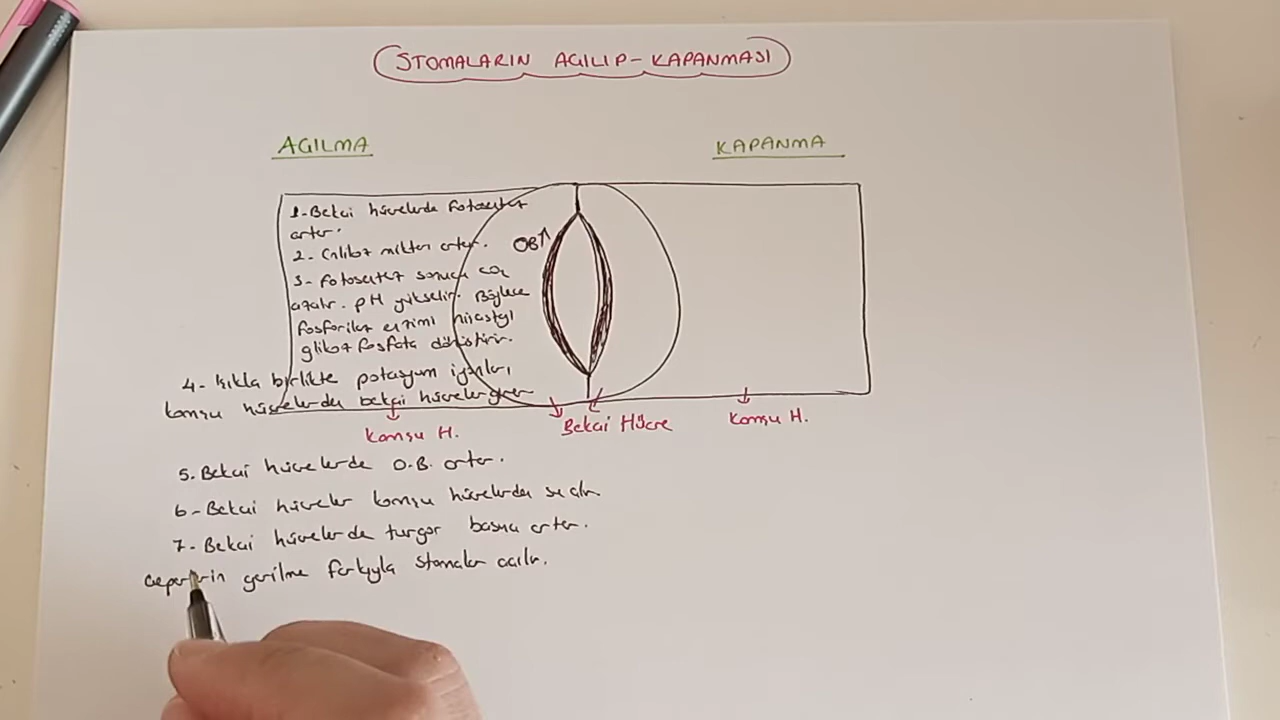 STOMALARIN AÇILIP-KAPANMASI
AÇILMA
KAPANMA
1-Bekçi hücrelerde fotosentez
artar.
2- Glikoz miktarı artar.
OB↑
3- Fotosentez sonucu CO2
azalır. pH yükselir. Böylece
fosforilaz enzimi nişastayı
glikoz fosfata dönüştürür.
4- Işıkla birlikte potasyum iyonları,
komşu hücrelerden bekçi hücrelere girer.
Komşu H.
Bekçi Hücre
Komşu H.
5. Bekçi hücrelerde O.B. artar.
6- Bekçi hücreler komşu hücrelerden su alır.
7- Bekçi hücrelerde turgor basıncı artar.
Çeperlerin gerilme farkıyla stomalar açılır.